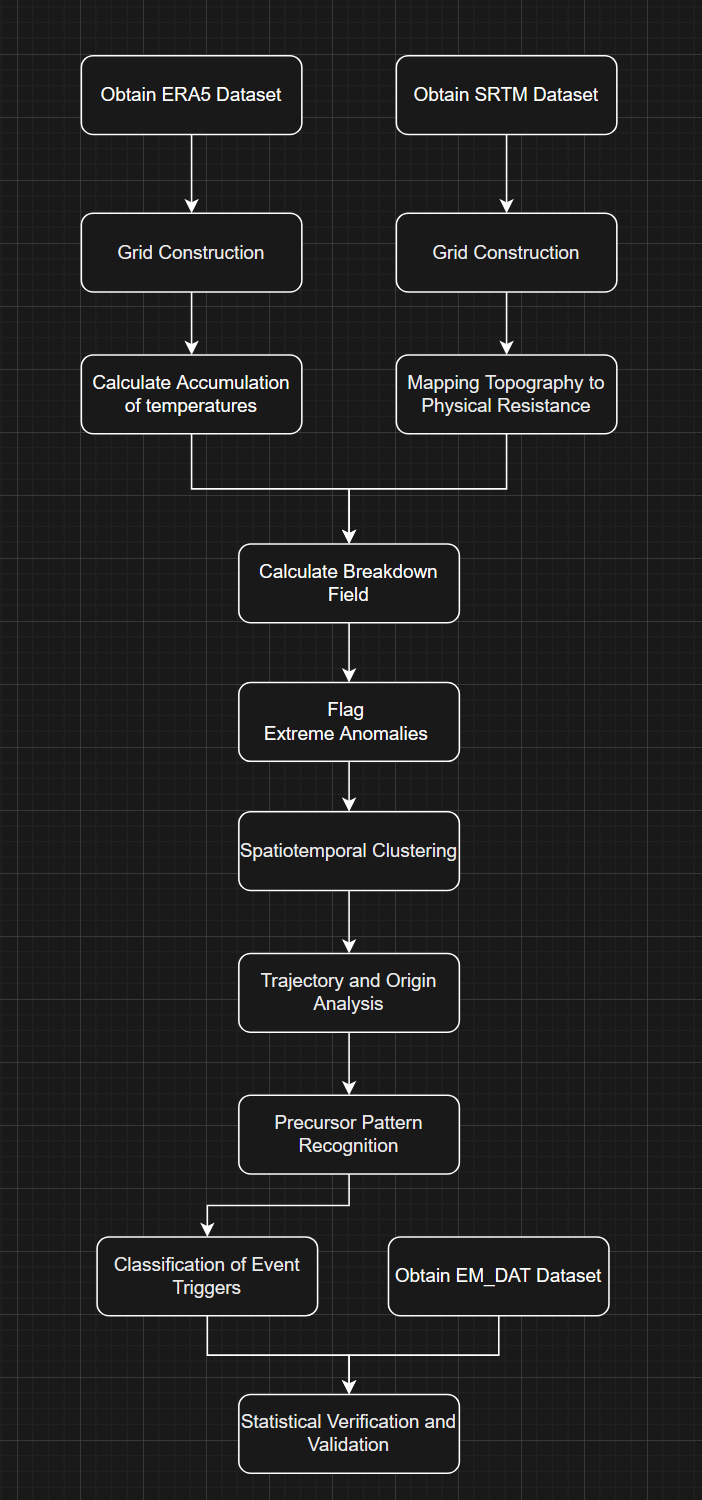 Obtain ERA5 Dataset
Obtain SRTM Dataset
Grid Construction
Grid Construction
Calculate Accumulation
of temperatures
Mapping Topography to
Physical Resistance
Calculate Breakdown
Field
Flag
Extreme Anomalies
Spatiotemporal Clustering
Trajectory and Origin
Analysis
Precursor Pattern
Recognition
Classification of Event
Triggers
Obtain EM_DAT Dataset
Statistical Verification and
Validation